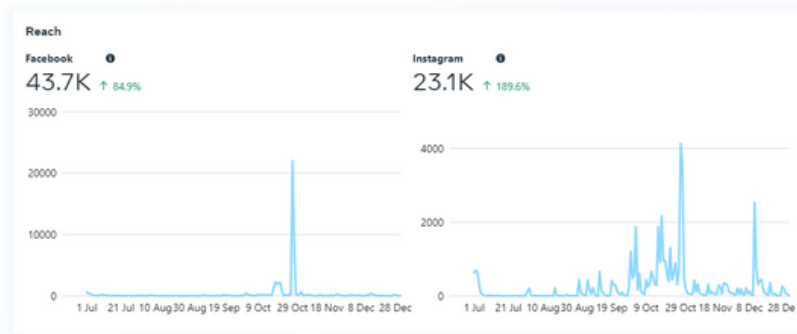 Reach
Facebook
43.7K ↑ 84.9%
30000
20000
10000
0
1 Jul 21 Jul 10 Aug 30 Aug 19 Sep 9 Oct 29 Oct 18 Nov 8 Dec 28 Dec
Instagram
23.1K ↑ 189.6%
4000
2000
0
1 Jul 21 Jul 10 Aug 30 Aug 19 Sep 9 Oct 29 Oct 18 Nov 8 Dec 28 De